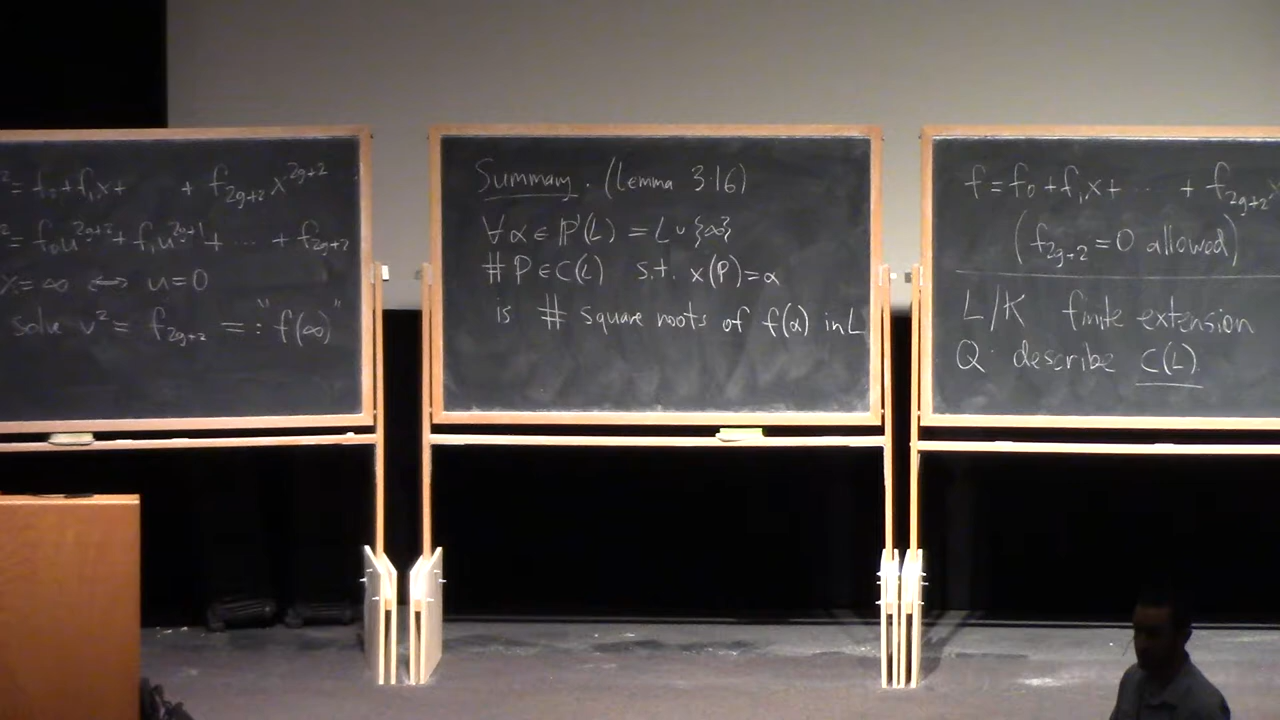 ²= f₀+f₁x+ + f_{2g+2} x^{2g+2}
²= f₀u^{2g+2} + f₁u^{2g+1} + ... + f_{2g+2}
x=∞ ⟺ u=0
solve v² = f_{2g+2} =: "f(∞)"
Summary. (Lemma 3.16)
∀α∈ℙ¹(L) = L ∪ {∞}
# P∈C(L) s.t. x(P)=α
is # square roots of f(α) in L
f = f₀ + f₁x + ... + f_{2g+2}
(f_{2g+2} = 0 allowed)
L/K finite extension
Q. describe C(L)